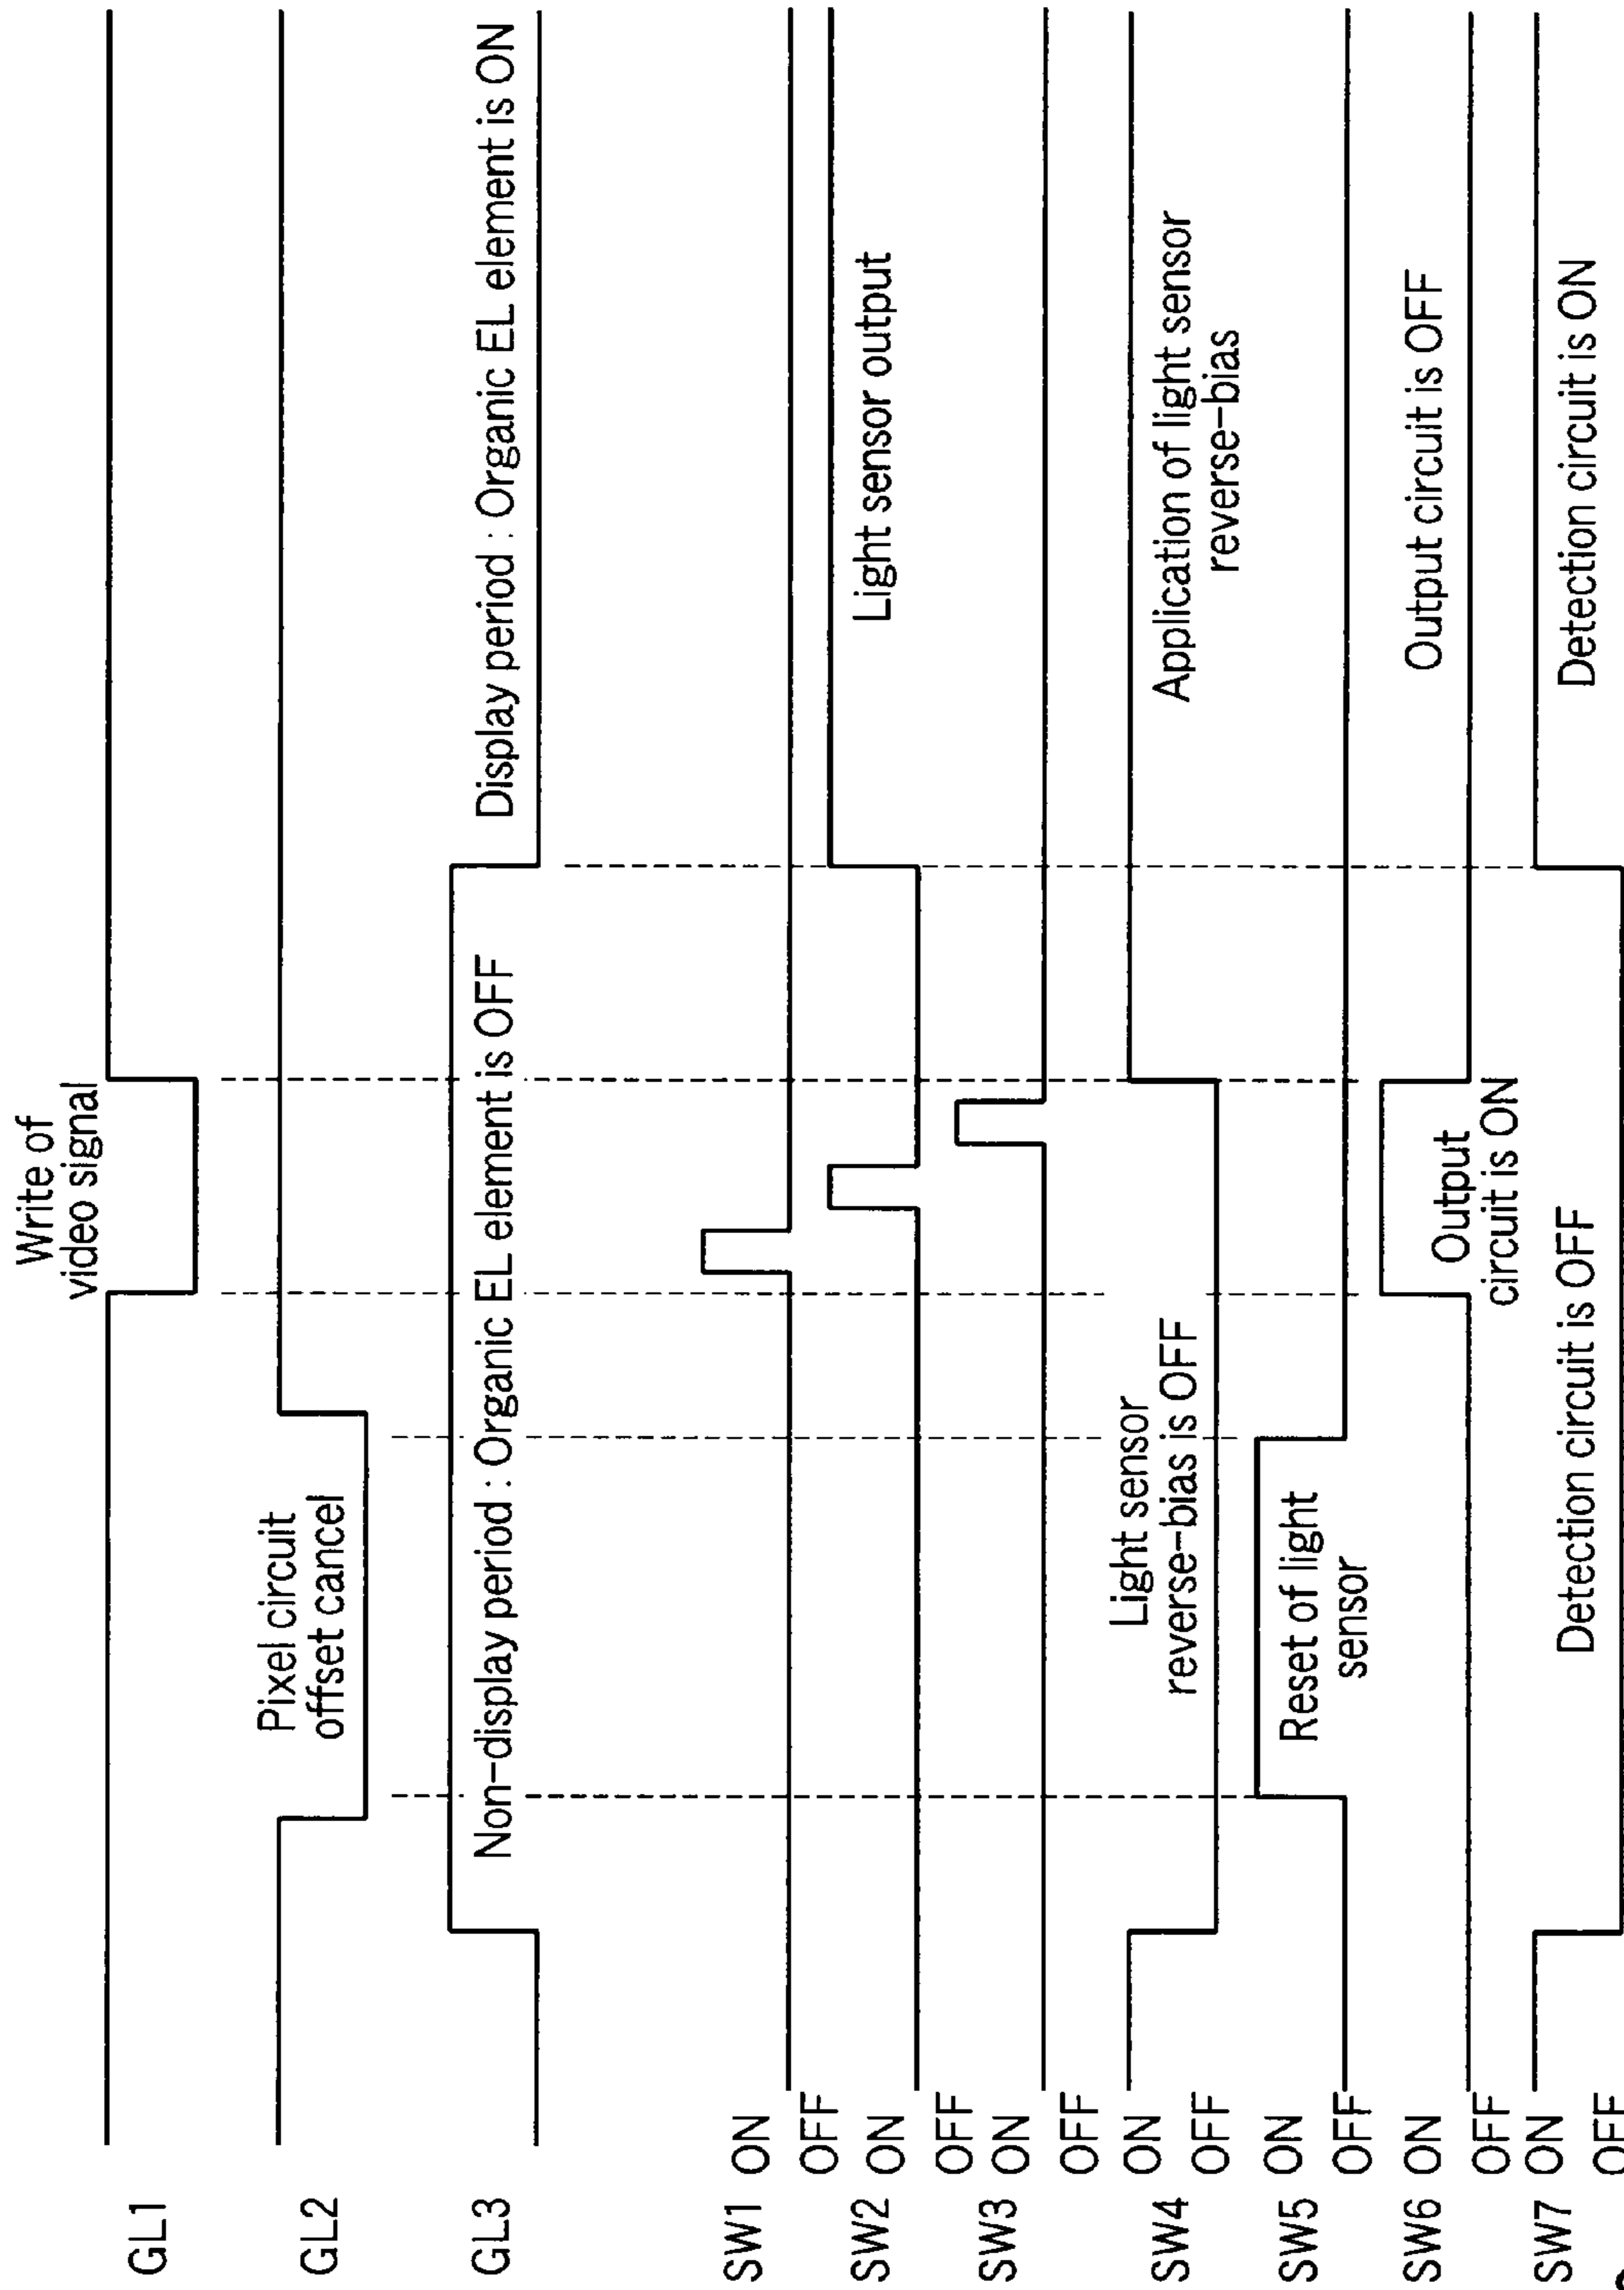 Write of
video signal
GL1
Pixel circuit
offset cancel
GL2
GL3
Non-display period : Organic EL element is OFF
Display period : Organic EL element is ON
SW1
ON
OFF
SW2
ON
OFF
Light sensor output
SW3
ON
OFF
SW4
ON
OFF
Light sensor
reverse-bias is OFF
Application of light sensor
reverse-bias
SW5
ON
OFF
Reset of light
sensor
SW6
ON
OFF
Output
circuit is ON
Output circuit is OFF
SW7
ON
OFF
Detection circuit is OFF
Detection circuit is ON